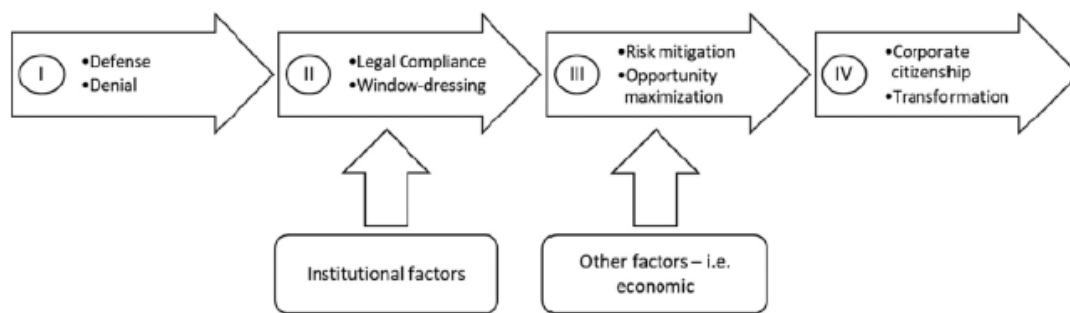 I
•Defense
•Denial
II
•Legal Compliance
•Window-dressing
III
•Risk mitigation
•Opportunity
maximization
IV
•Corporate
citizenship
•Transformation
Institutional factors
Other factors – i.e.
economic